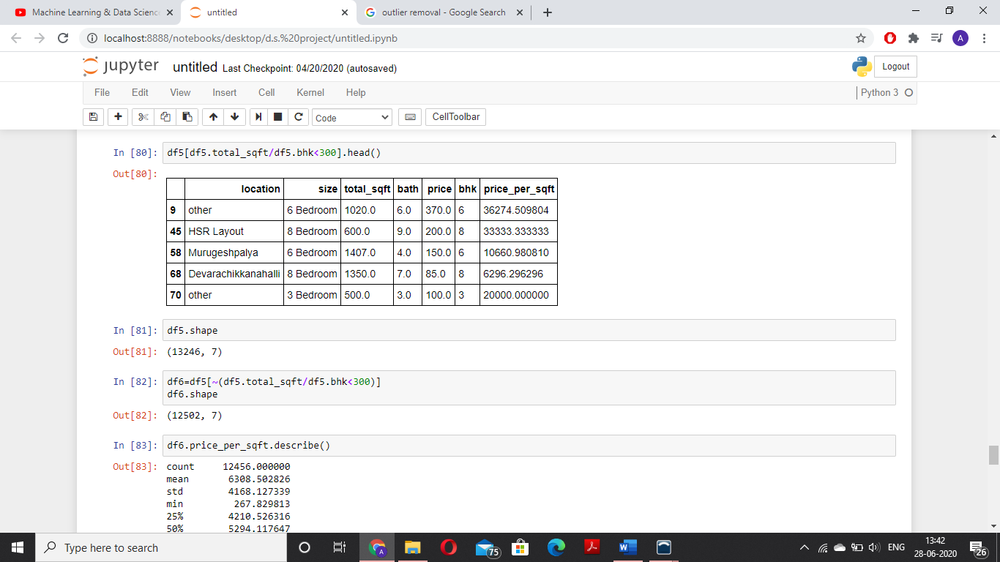 Machine Learning & Data Scienc
untitled
outlier removal - Google Search
localhost:8888/notebooks/desktop/d.s.%20project/untitled.ipynb
A
jupyter untitled Last Checkpoint: 04/20/2020 (autosaved)
Logout
File Edit View Insert Cell Kernel Help
Python 3
Code
CellToolbar
In [80]: df5[df5.total_sqft/df5.bhk<300].head()
Out[80]:
location size total_sqft bath price bhk price_per_sqft
9 other 6 Bedroom 1020.0 6.0 370.0 6 36274.509804
45 HSR Layout 8 Bedroom 600.0 9.0 200.0 8 33333.333333
58 Murugeshpalya 6 Bedroom 1407.0 4.0 150.0 6 10660.980810
68 Devarachikkanahalli 8 Bedroom 1350.0 7.0 85.0 8 6296.296296
70 other 3 Bedroom 500.0 3.0 100.0 3 20000.000000
In [81]: df5.shape
Out[81]: (13246, 7)
In [82]: df6=df5[~(df5.total_sqft/df5.bhk<300)]
df6.shape
Out[82]: (12502, 7)
In [83]: df6.price_per_sqft.describe()
Out[83]: count 12456.000000
mean 6308.502826
std 4168.127339
min 267.829813
25% 4210.526316
50% 5294.117647
Type here to search
A
75
W
ENG
13:42
28-06-2020
26